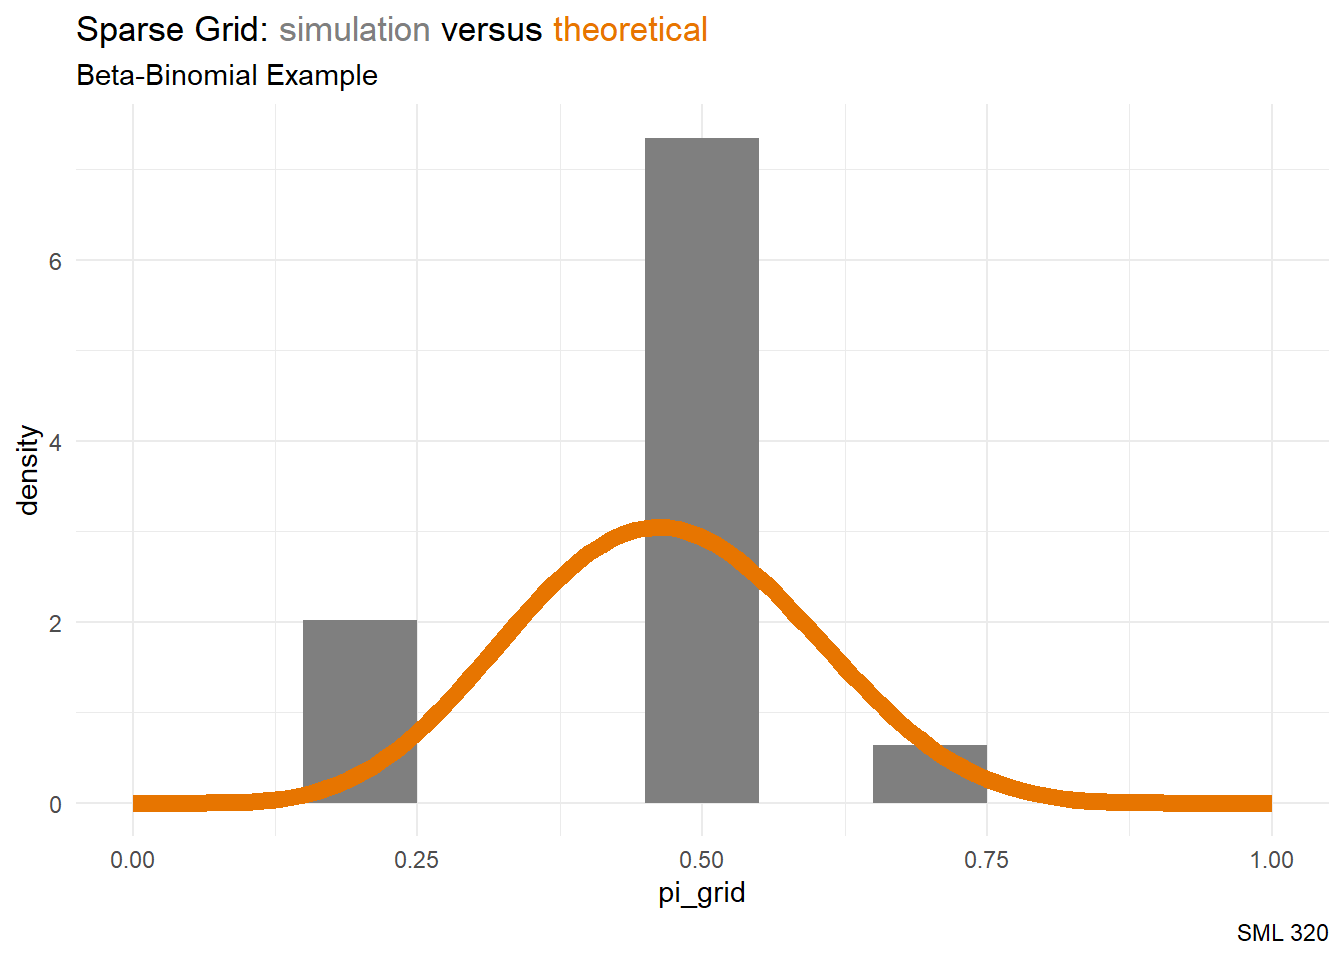 Sparse Grid: simulation versus theoretical
Beta-Binomial Example
density
6
4
2
0
0.00 0.25 0.50 0.75 1.00
pi_grid
SML 320